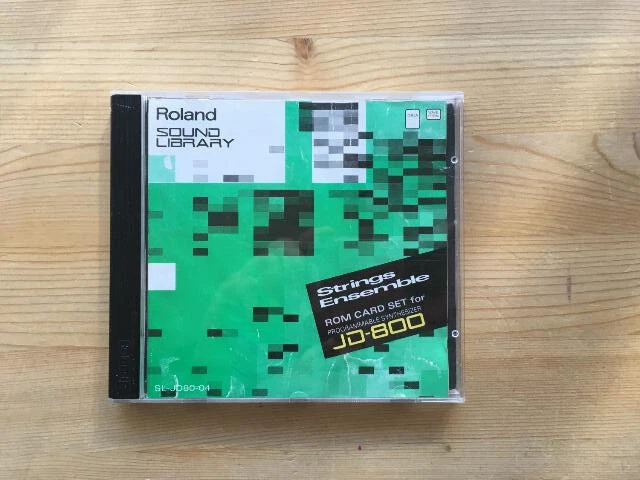 Roland
SOUND
LIBRARY
Strings
Ensemble
ROM CARD SET for
PROGRAMMABLE SYNTHESIZER
JD-800
SL-JD80-04